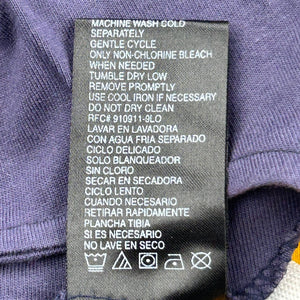 MACHINE WASH COLD
SEPARATELY
GENTLE CYCLE
ONLY NON-CHLORINE BLEACH
WHEN NEEDED
TUMBLE DRY LOW
REMOVE PROMPTLY
USE COOL IRON IF NECESSARY
DO NOT DRY CLEAN
RFC# 910911-9LO
LAVAR EN LAVADORA
CON AGUA FRIA SEPARADO
CICLO DELICADO
SOLO BLANQUEADOR
SIN CLORO
SECAR EN SECADORA
CICLO LENTO
CUANDO NECESARIO
RETIRAR RAPIDAMENTE
PLANCHA TIBIA
SI ES NECESARIO
NO LAVE EN SECO